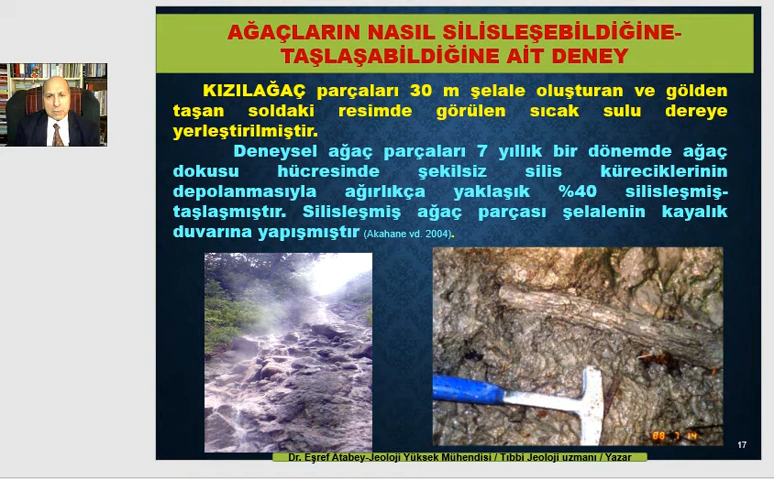 AĞAÇLARIN NASIL SİLİSLEŞEBİLDİĞİNE-
TAŞLAŞABİLDİĞİNE AİT DENEY
KIZILAĞAÇ parçaları 30 m şelale oluşturan ve gölden
taşan soldaki resimde görülen sıcak sulu dereye
yerleştirilmiştir.
Deneysel ağaç parçaları 7 yıllık bir dönemde ağaç
dokusu hücresinde şekilsiz silis küreciklerinin
depolanmasıyla ağırlıkça yaklaşık %40 silisleşmiş-
taşlaşmıştır. Silisleşmiş ağaç parçası şelalenin kayalık
duvarına yapışmıştır (Akahane vd. 2004).
17
Dr. Eşref Atabey-Jeoloji Yüksek Mühendisi / Tıbbi Jeoloji uzmanı / Yazar